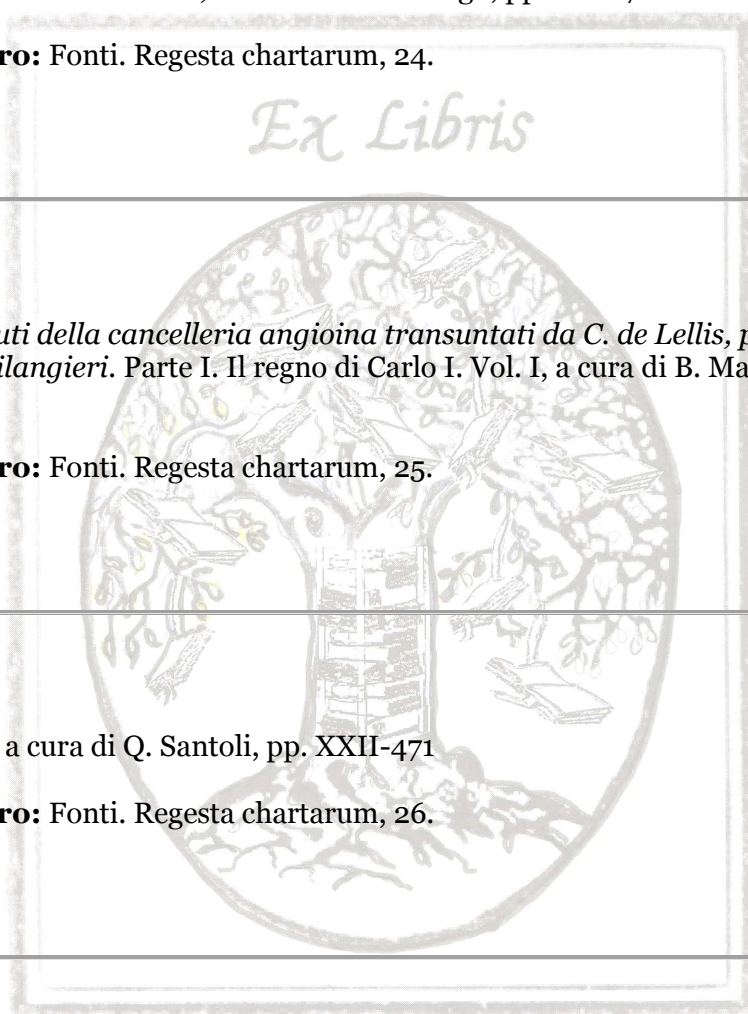 ro: Fonti. Regesta chartarum, 24.
Ex Libris
uti della cancelleria angioina transuntati da C. de Lellis, p
ilangieri. Parte I. Il regno di Carlo I. Vol. I, a cura di B. Ma
ro: Fonti. Regesta chartarum, 25.
a cura di Q. Santoli, pp. XXII-471
ro: Fonti. Regesta chartarum, 26.